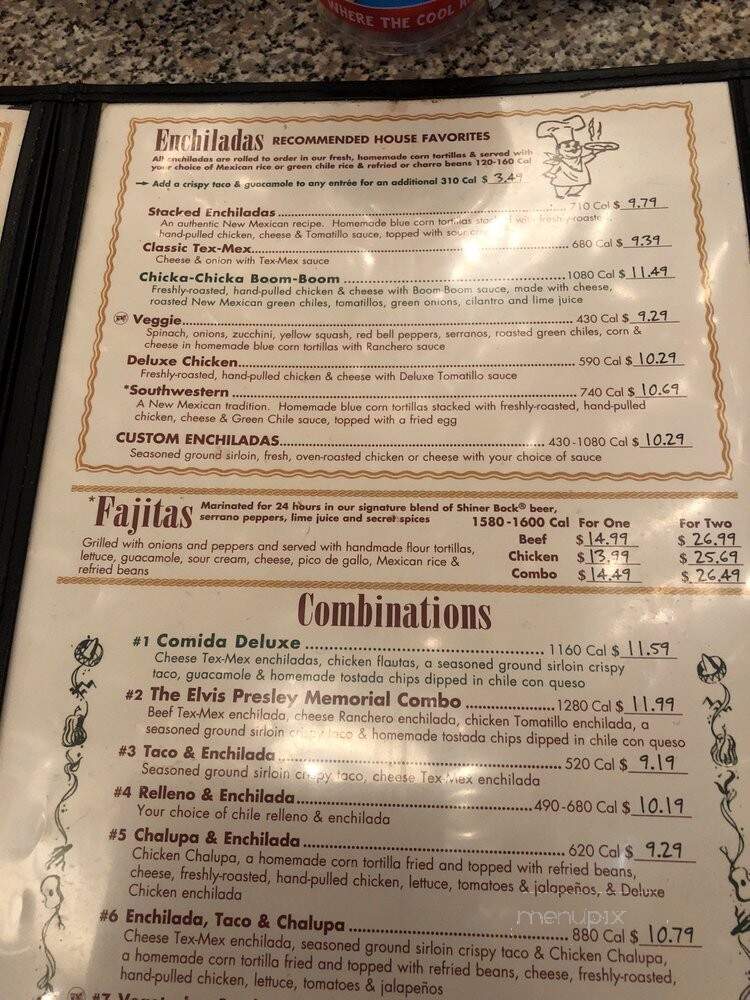 WHERE THE COOL
Enchiladas RECOMMENDED HOUSE FAVORITES
All enchiladas are rolled to order in our fresh, homemade corn tortillas & served with
your choice of Mexican rice or green chile rice & refried or charro beans 120-160 Cal
Add a crispy taco & guacamole to any entrée for an additional 310 Cal $ 3.49
Stacked Enchiladas 710 Cal $ 9.79
An authentic New Mexican recipe. Homemade blue corn tortillas
hand-pulled chicken, cheese & Tomatillo sauce, topped with
Classic Tex-Mex 680 Cal $ 9.39
Cheese & onion with Tex-Mex sauce
Chicka-Chicka Boom-Boom 1080 Cal $ 11.49
Freshly-roasted, hand-pulled chicken & cheese with Boom-Boom sauce, made with cheese,
roasted New Mexican green chiles, tomatillos, green onions, cilantro and lime juice
Veggie 430 Cal $ 9.29
Spinach, onions, zucchini, yellow squash, red bell peppers, serranos, roasted green chiles, corn &
cheese in homemade blue corn tortillas with Ranchero sauce
Deluxe Chicken 590 Cal $ 10.29
Freshly-roasted, hand-pulled chicken & cheese with Deluxe Tomatillo sauce
*Southwestern 740 Cal $ 10.69
A New Mexican tradition. Homemade blue corn tortillas stacked with freshly-roasted, hand-pulled
chicken, cheese & Green Chile sauce, topped with a fried egg
CUSTOM ENCHILADAS 430-1080 Cal $ 10.29
Seasoned ground sirloin, fresh, oven-roasted chicken or cheese with your choice of sauce
*Fajitas Marinated for 24 hours in our signature blend of Shiner Bock® beer,
serrano peppers, lime juice and secret spices
1580-1600 Cal For One For Two
Grilled with onions and peppers and served with handmade flour tortillas,
lettuce, guacamole, sour cream, cheese, pico de gallo, Mexican rice &
refried beans
Beef $ 14.99 $ 26.99
Chicken $ 13.99 $ 25.69
Combo $ 14.49 $ 26.49
Combinations
#1 Comida Deluxe 1160 Cal $ 11.59
Cheese Tex-Mex enchiladas, chicken flautas, a seasoned ground sirloin crispy
taco, guacamole & homemade tostada chips dipped in chile con queso
#2 The Elvis Presley Memorial Combo 1280 Cal $ 11.99
Beef Tex-Mex enchilada, cheese Ranchero enchilada, chicken Tomatillo enchilada, a
seasoned ground sirloin crispy taco & homemade tostada chips dipped in chile con queso
#3 Taco & Enchilada 520 Cal $ 9.19
Seasoned ground sirloin crispy taco, cheese Tex-Mex enchilada
#4 Relleno & Enchilada 490-680 Cal $ 10.19
Your choice of chile relleno & enchilada
#5 Chalupa & Enchilada 620 Cal $ 9.29
Chicken Chalupa, a homemade corn tortilla fried and topped with refried beans,
cheese, freshly-roasted, hand-pulled chicken, lettuce, tomatoes & jalapeños, & Deluxe
Chicken enchilada
menupix
#6 Enchilada, Taco & Chalupa 880 Cal $ 10.79
Cheese Tex-Mex enchilada, seasoned ground sirloin crispy taco & Chicken Chalupa,
a homemade corn tortilla fried and topped with refried beans, cheese, freshly-roasted,
hand-pulled chicken, lettuce, tomatoes & jalapeños